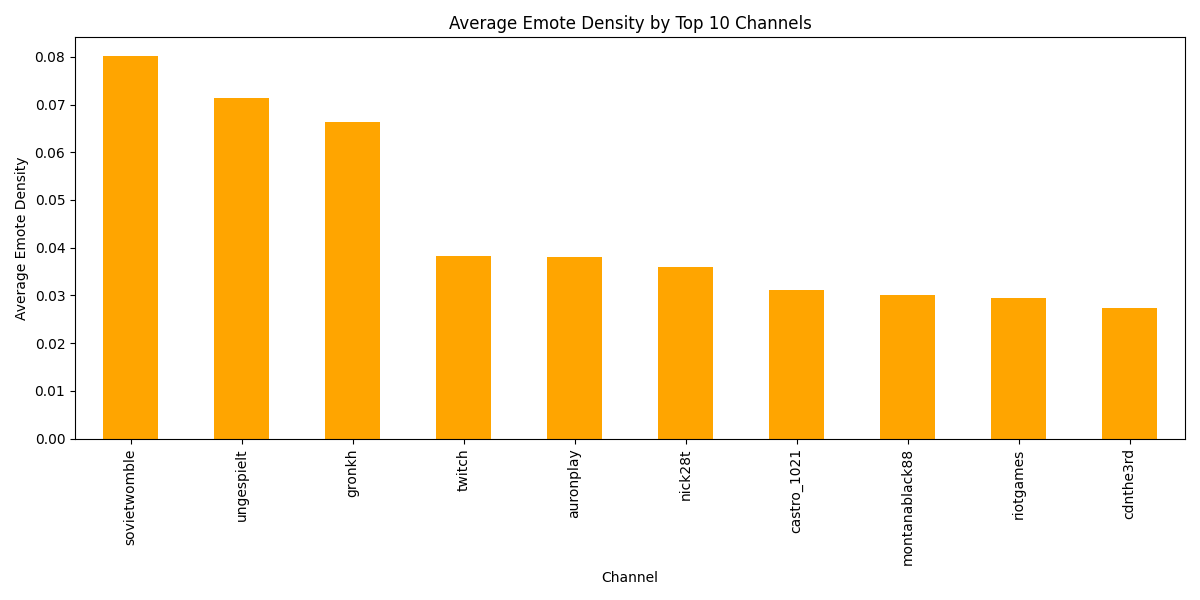 Average Emote Density by Top 10 Channels
Average Emote Density
0.08
0.07
0.06
0.05
0.04
0.03
0.02
0.01
0.00
sovietwomble
ungespielt
gronkh
twitch
auronplay
nick28t
castro_1021
montanablack88
riotgames
cdnthe3rd
Channel